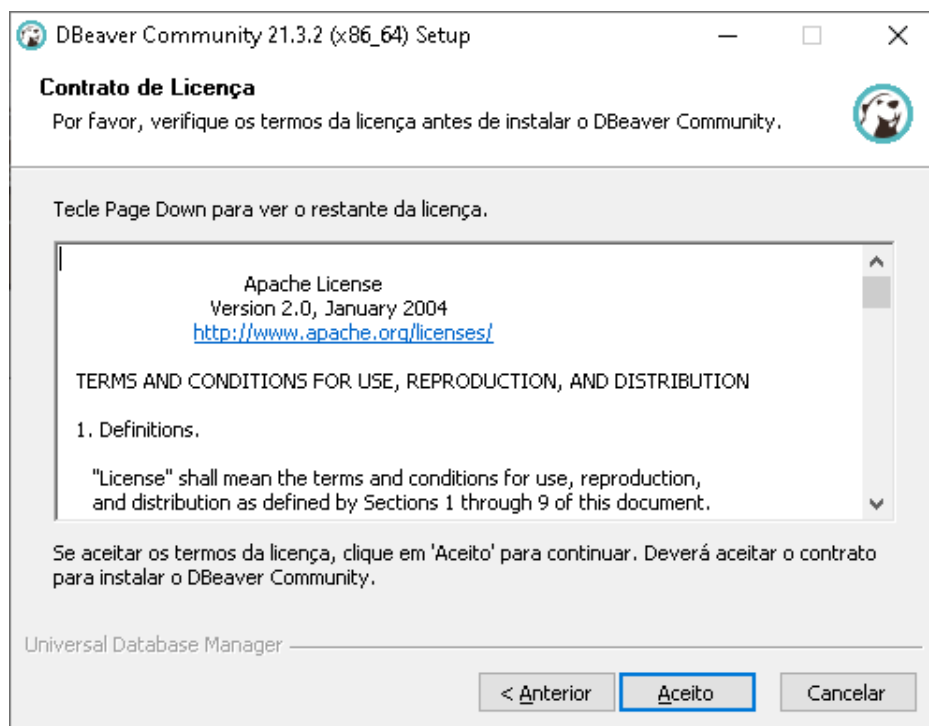 DBeaver Community 21.3.2 (x86_64) Setup
Contrato de Licença
Por favor, verifique os termos da licença antes de instalar o DBeaver Community.
Tecle Page Down para ver o restante da licença.
Apache License
Version 2.0, January 2004
http://www.apache.org/licenses/
TERMS AND CONDITIONS FOR USE, REPRODUCTION, AND DISTRIBUTION
1. Definitions.
"License" shall mean the terms and conditions for use, reproduction,
and distribution as defined by Sections 1 through 9 of this document.
Se aceitar os termos da licença, clique em 'Aceito' para continuar. Deverá aceitar o contrato
para instalar o DBeaver Community.
Universal Database Manager
< Anterior Aceito Cancelar